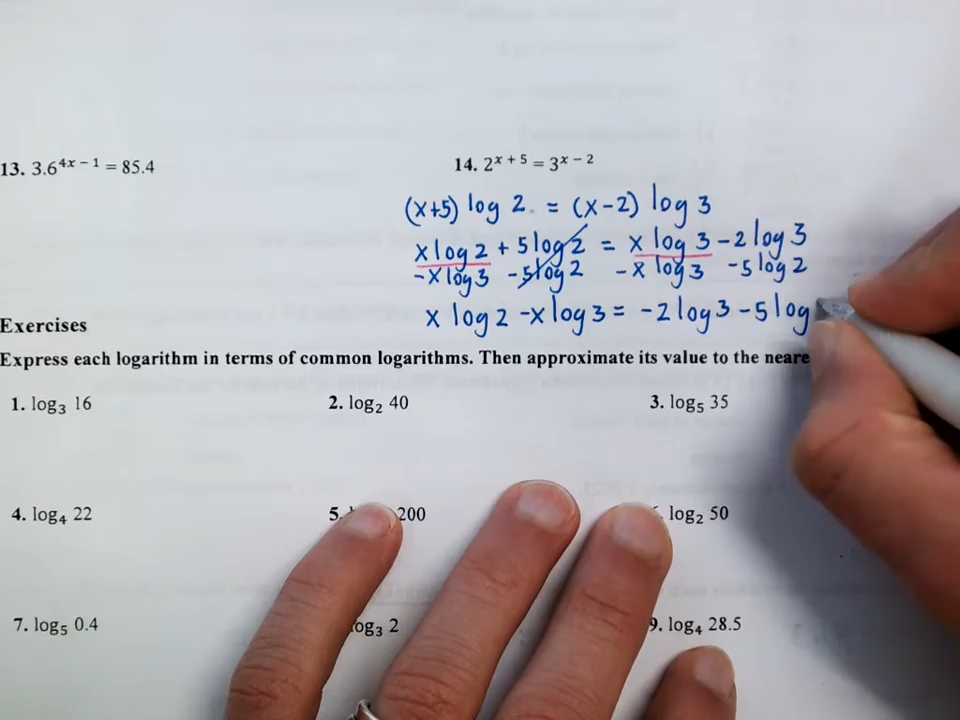 13. 3.6^{4x − 1} = 85.4
14. 2^{x + 5} = 3^{x − 2}
(x+5) log 2 = (x-2) log 3
x log 2 + 5 log 2 = x log 3 - 2 log 3
-x log 3 - 5 log 2 -x log 3 - 5 log 2
x log 2 - x log 3 = -2 log 3 - 5 log
Exercises
Express each logarithm in terms of common logarithms. Then approximate its value to the
1. log₃ 16
2. log₂ 40
3. log₅ 35
4. log₄ 22
5. 200
log₂ 50
7. log₅ 0.4
log₃ 2
9. log₄ 28.5